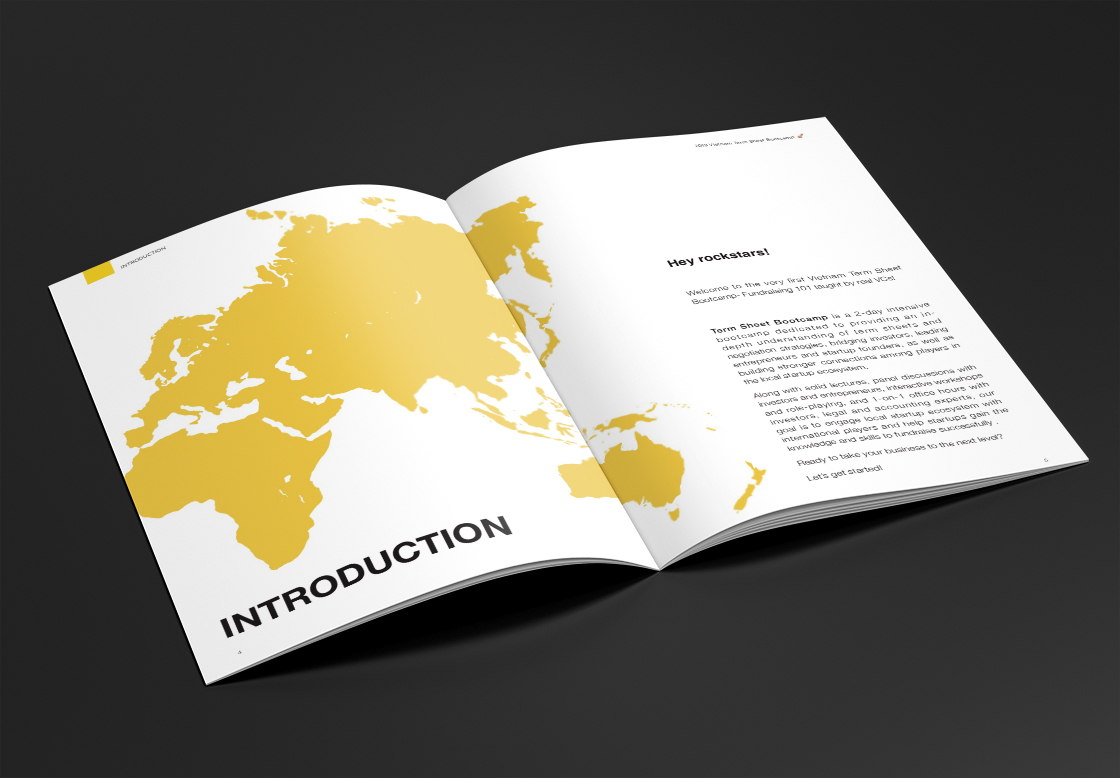 INTRODUCTION
INTRODUCTION
4
2019 Vietnam Term Sheet Bootcamp 🚀
Hey rockstars!
Welcome to the very first Vietnam Term Sheet
Bootcamp- Fundraising 101 taught by real VCs!
Term Sheet Bootcamp is a 2-day intensive
bootcamp dedicated to providing an in-
depth understanding of term sheets and
negotiation strategies, bridging investors, leading
entrepreneurs and startup founders, as well as
building stronger connections among players in
the local startup ecosystem.
Along with solid lectures, panel discussions with
investors and entrepreneurs, interactive workshops
and role-playing, and 1-on-1 office hours with
investors, legal and accounting experts, our
goal is to engage local startup ecosystem with
international players and help startups gain the
knowledge and skills to fundraise successfully .
Ready to take your business to the next level?
Let's get started!
5